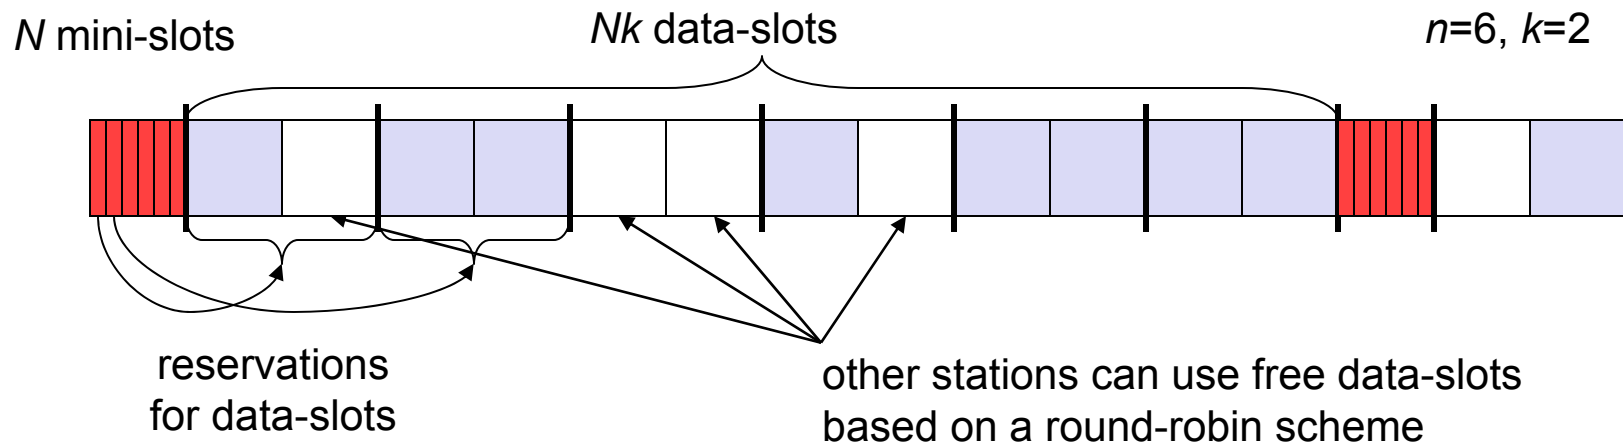 N mini-slots
Nk data-slots
n=6, k=2
reservations
for data-slots
other stations can use free data-slots
based on a round-robin scheme